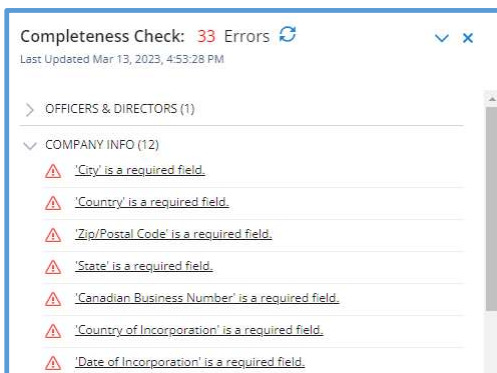 Completeness Check: 33 Errors
Last Updated Mar 13, 2023, 4:53:28 PM
OFFICERS & DIRECTORS (1)
COMPANY INFO (12)
'City' is a required field.
'Country' is a required field.
'Zip/Postal Code' is a required field.
'State' is a required field.
'Canadian Business Number' is a required field.
'Country of Incorporation' is a required field.
'Date of Incorporation' is a required field.